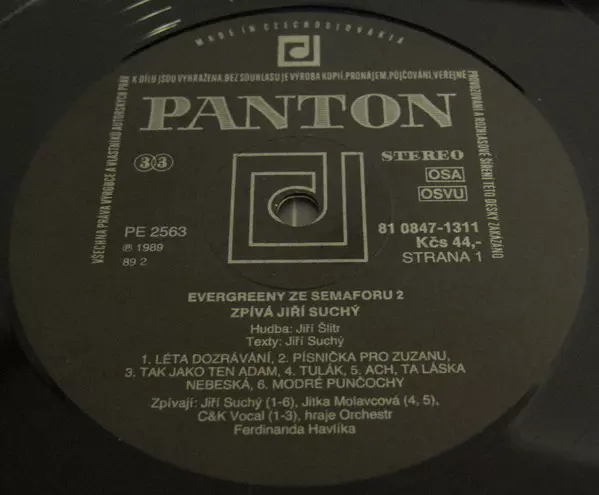 MADE IN CZECHOSLOVAKIA
VŠECHNA PRÁVA VÝROBCE A VLASTNÍKŮ AUTORSKÝCH PRÁV K DÍLU JSOU VYHRAŽENA. BEZ SOUHLASU JE VÝROBA KOPIÍ, PRONÁJEM, PŮJČOVÁNÍ, VEŘEJNÉ PROVOZOVÁNÍ A ROZHLASOVÉ ŠÍŘENÍ TÉTO DESKY ZAKÁZÁNO
PANTON
33 STEREO
OSA
OSVU
PE 2563 81 0847-1311
℗ 1989 Kčs 44,-
89 2 STRANA 1
EVERGREENY ZE SEMAFORU 2
ZPÍVÁ JIŘÍ SUCHÝ
Hudba: Jiří Šlitr
Texty: Jiří Suchý
1. LÉTA DOZRÁVÁNÍ, 2. PÍSNIČKA PRO ZUZANU,
3. TAK JAKO TEN ADAM, 4. TULÁK, 5. ACH, TA LÁSKA
NEBESKÁ, 6. MODRÉ PUNČOCHY
Zpívají: Jiří Suchý (1-6), Jitka Molavcová (4, 5),
C&K Vocal (1-3), hraje Orchestr
Ferdinanda Havlíka